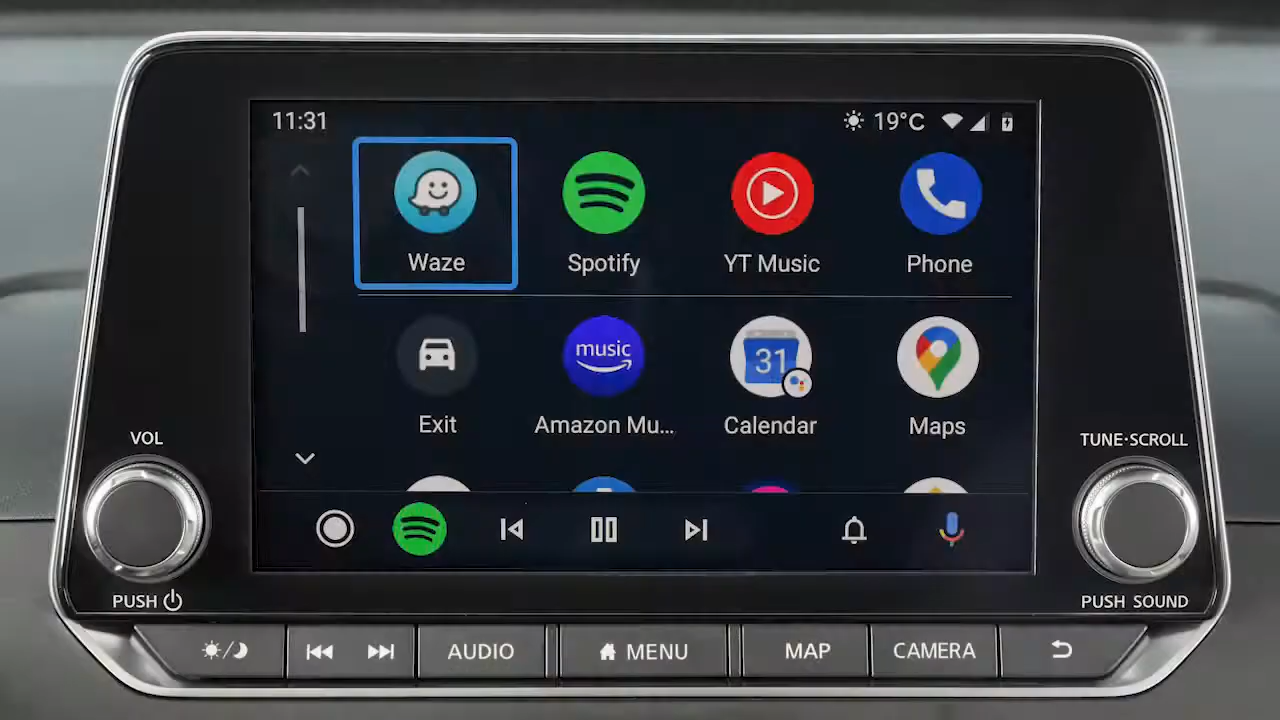 11:31 19°C
Waze Spotify YT Music Phone
music 31
Exit Amazon Mu... Calendar Maps
VOL TUNE·SCROLL
PUSH PUSH SOUND
AUDIO MENU MAP CAMERA